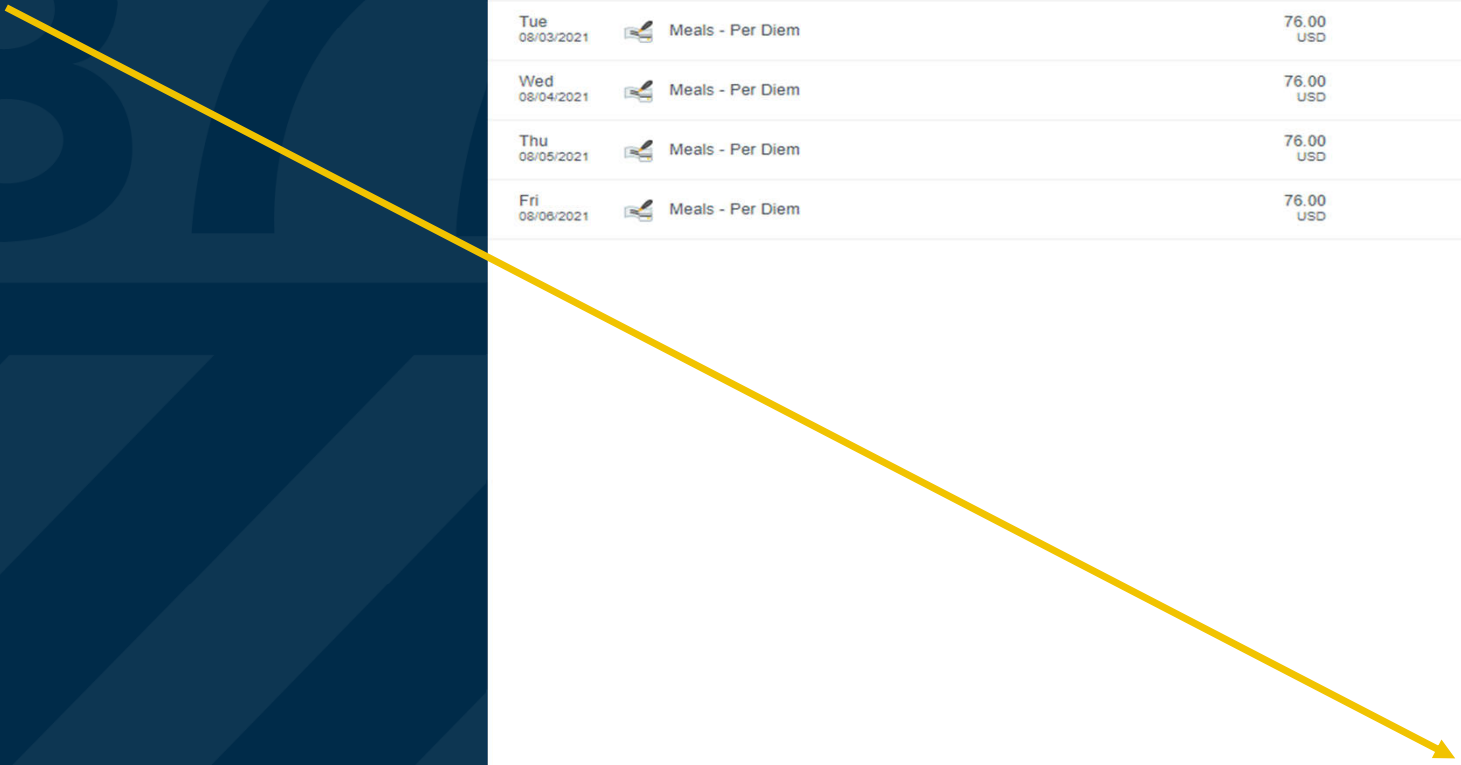 Tue
08/03/2021
Meals - Per Diem
76.00
USD
Wed
08/04/2021
Meals - Per Diem
76.00
USD
Thu
08/05/2021
Meals - Per Diem
76.00
USD
Fri
08/06/2021
Meals - Per Diem
76.00
USD